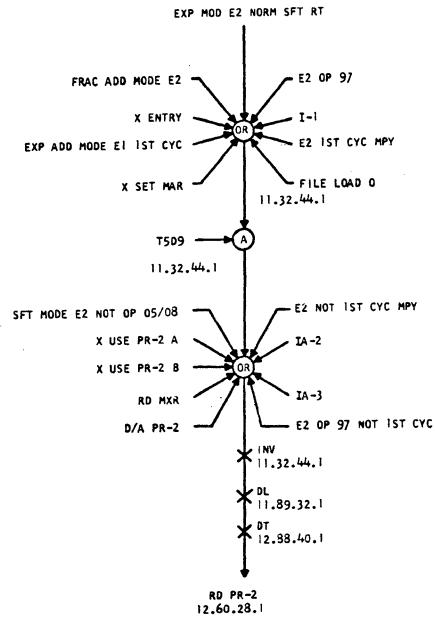 EXP MOD E2 NORM SFT RT
FRAC ADD MODE E2
E2 OP 97
X ENTRY
I-1
OR
EXP ADD MODE E1 1ST CYC
E2 1ST CYC MPY
X SET MAR
FILE LOAD 0
11.32.44.1
T5D9
A
11.32.44.1
SFT MODE E2 NOT OP 05/08
E2 NOT 1ST CYC MPY
X USE PR-2 A
IA-2
X USE PR-2 B
OR
RD MXR
IA-3
D/A PR-2
E2 OP 97 NOT 1ST CYC
INV
11.32.44.1
DL
11.89.32.1
DT
12.88.40.1
RD PR-2
12.60.28.1